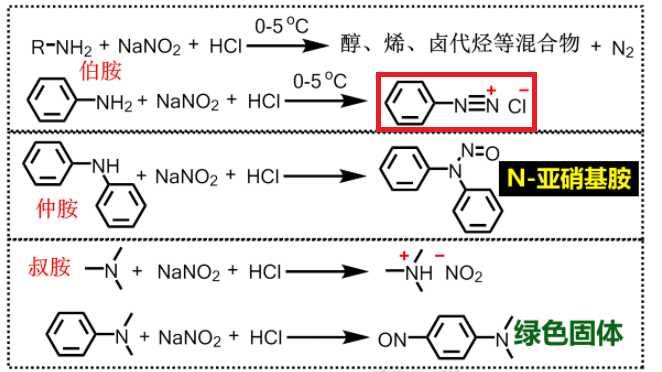 R-NH₂ + NaNO₂ + HCl 0-5 °C 醇、烯、卤代烃等混合物 + N₂
伯胺
NH₂ + NaNO₂ + HCl 0-5 °C N≡N + Cl −
NH + NaNO₂ + HCl N N=O N-亚硝基胺
仲胺
叔胺 N + NaNO₂ + HCl + NH − NO₂
N + NaNO₂ + HCl ON N 绿色固体